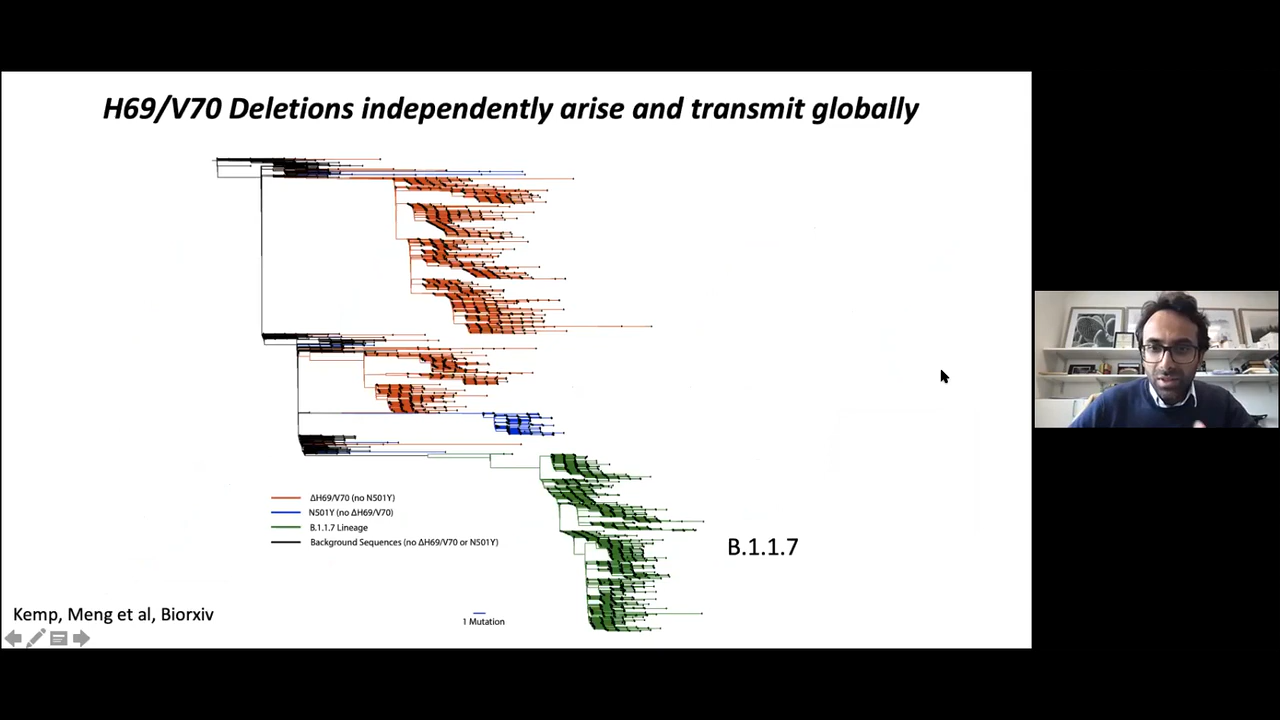 H69/V70 Deletions independently arise and transmit globally
ΔH69/V70 (no N501Y)
N501Y (no ΔH69/V70)
B.1.1.7 Lineage
Background Sequences (no ΔH69/V70 or N501Y)
B.1.1.7
Kemp, Meng et al, Biorxiv
1 Mutation